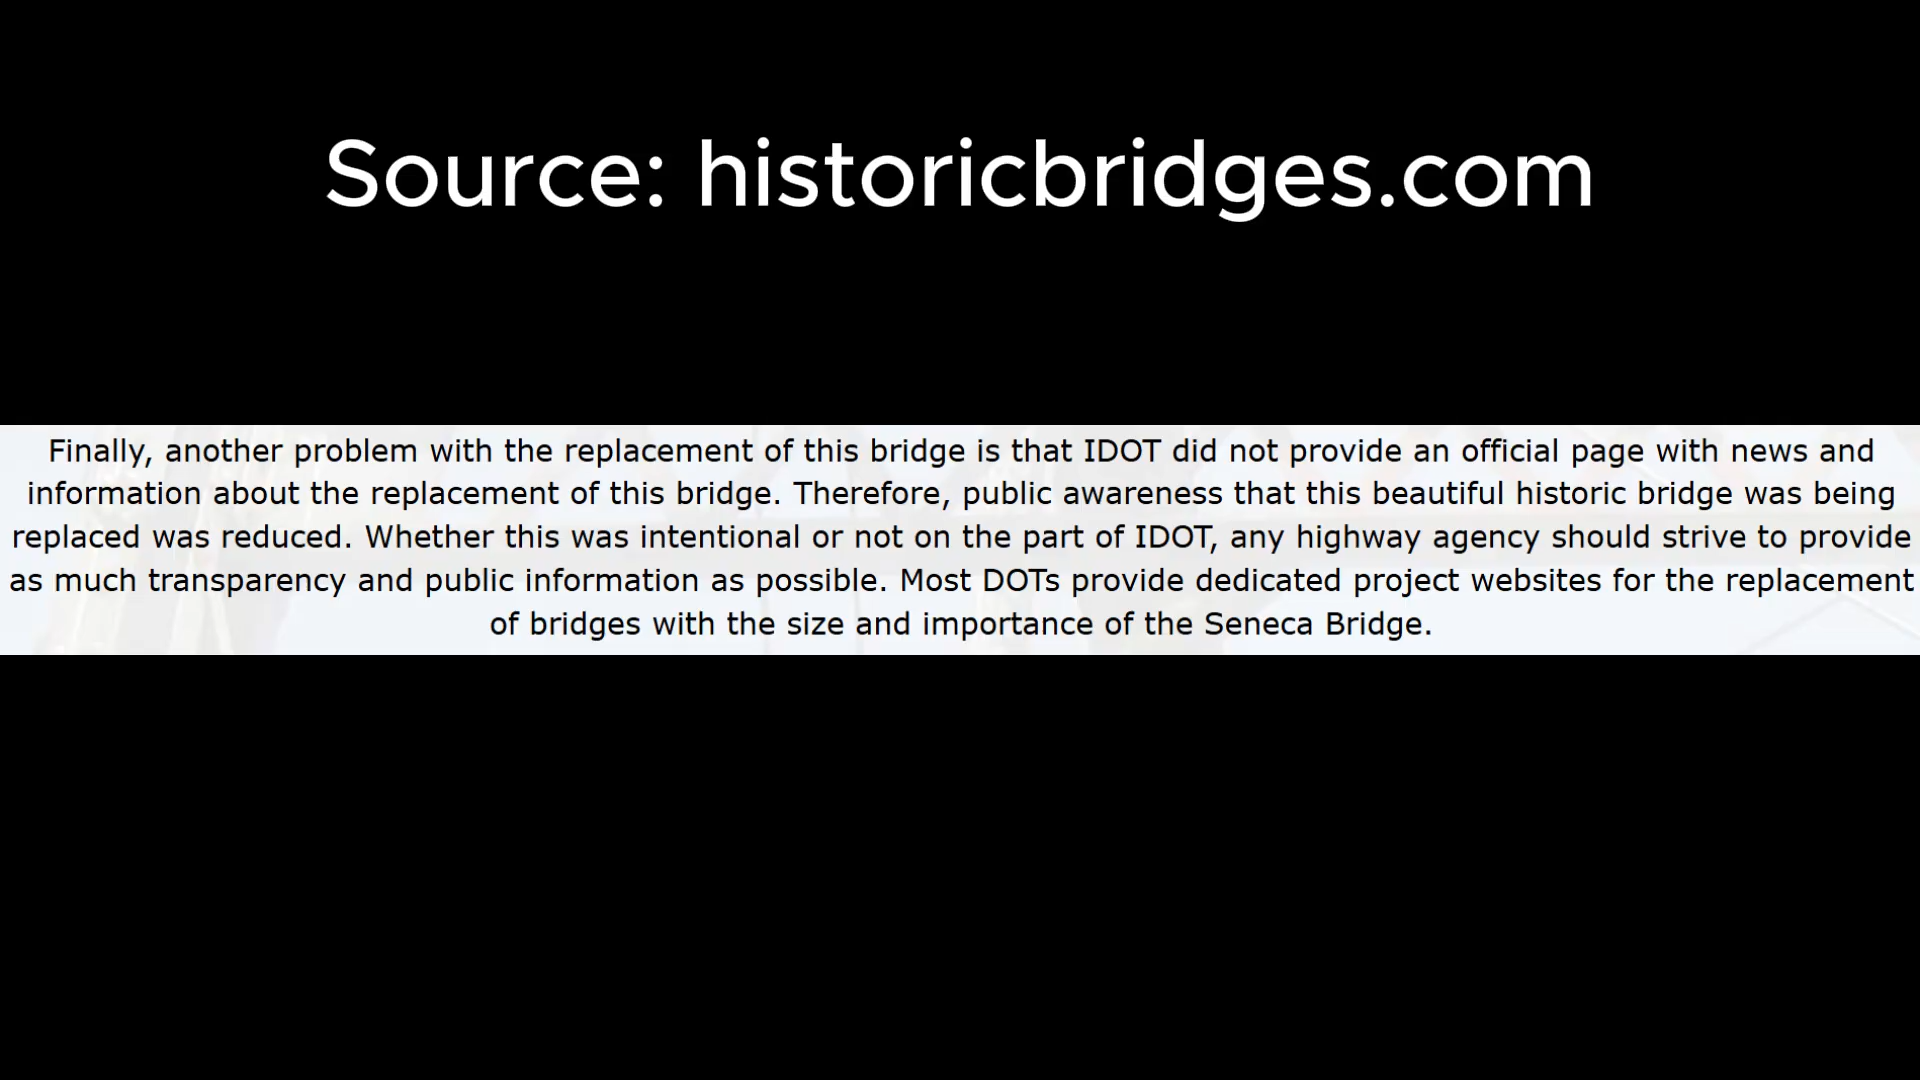 Source: historicbridges.com
Finally, another problem with the replacement of this bridge is that IDOT did not provide an official page with news and
information about the replacement of this bridge. Therefore, public awareness that this beautiful historic bridge was being
replaced was reduced. Whether this was intentional or not on the part of IDOT, any highway agency should strive to provide
as much transparency and public information as possible. Most DOTs provide dedicated project websites for the replacement
of bridges with the size and importance of the Seneca Bridge.